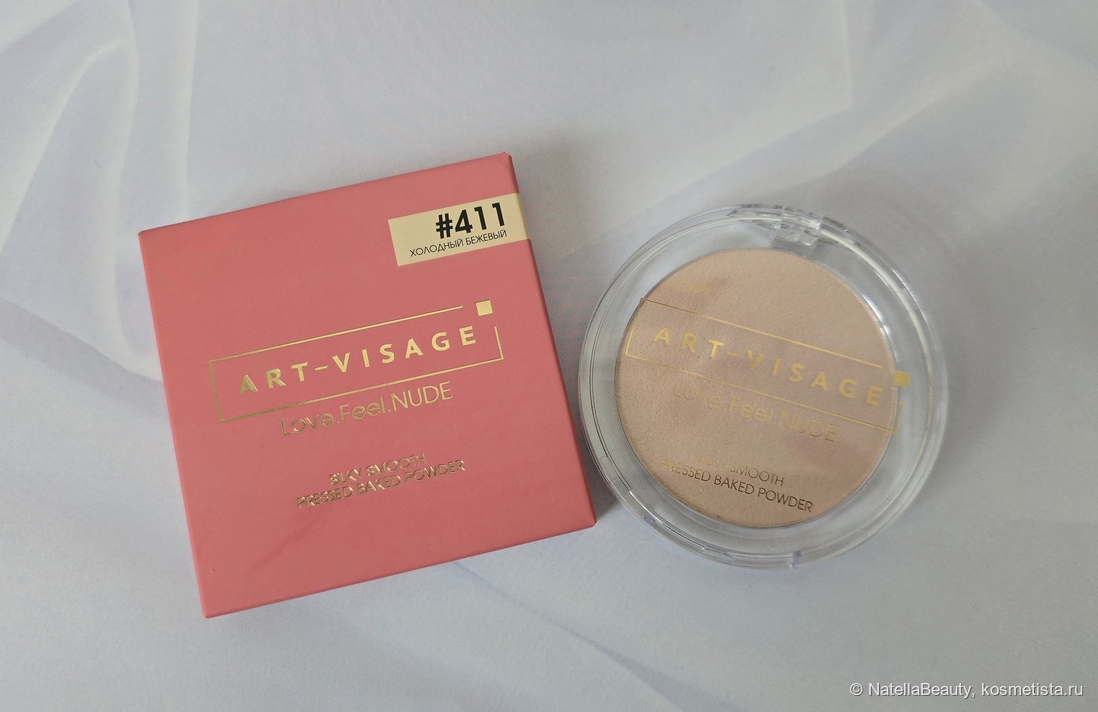 #411
ХОЛОДНЫЙ БЕЖЕВЫЙ
ART-VISAGE
Love.Feel.NUDE
SILKY SMOOTH
PRESSED BAKED POWDER
ART-VISAGE
Love.Feel.NUDE
SMOOTH
PRESSED BAKED POWDER
© NatellaBeauty, kosmetista.ru